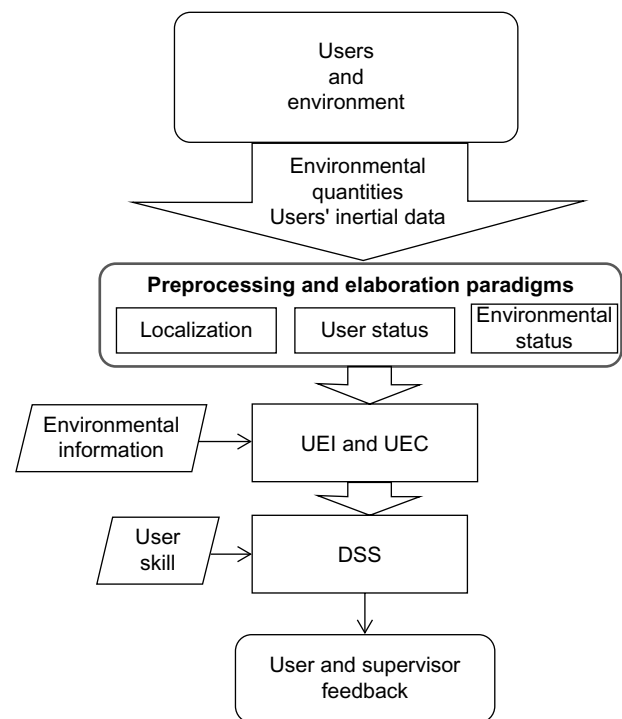 Users
and
environment
Environmental
quantities
Users' inertial data
Preprocessing and elaboration paradigms
Localization
User status
Environmental
status
Environmental
information
UEI and UEC
User
skill
DSS
User and supervisor
feedback